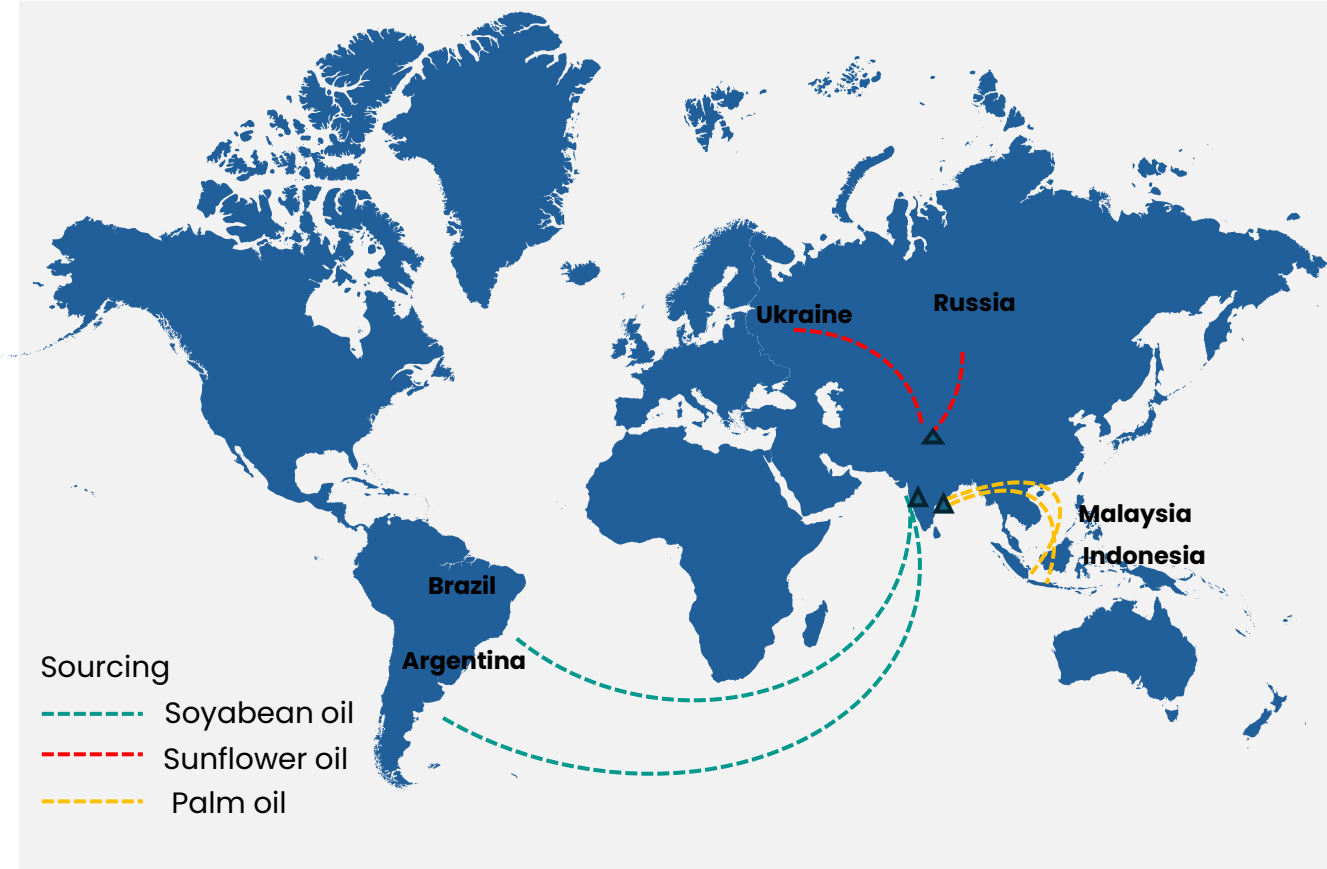 Ukraine
Russia
Malaysia
Indonesia
Brazil
Argentina
Sourcing
Soyabean oil
Sunflower oil
Palm oil